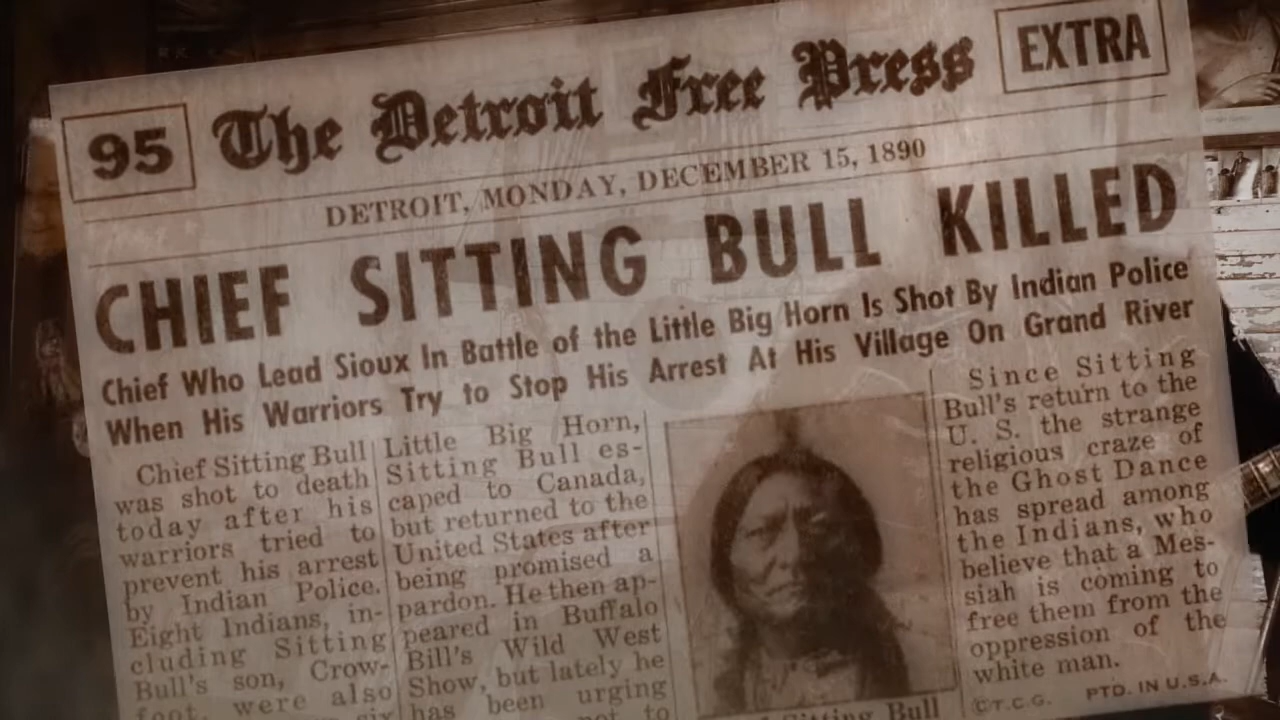 95
The Detroit Free Press
EXTRA
DETROIT, MONDAY, DECEMBER 15, 1890
CHIEF SITTING BULL KILLED
Chief Who Lead Sioux In Battle of the Little Big Horn Is Shot By Indian Police
When His Warriors Try to Stop His Arrest At His Village On Grand River
Chief Sitting Bull
was shot to death
today after his
warriors tried to
prevent his arrest
by Indian Police.
Eight Indians, in-
cluding Sitting
Bull's son, Crow-
foot, were also
six
Little Big Horn,
Sitting Bull es-
caped to Canada,
but returned to the
United States after
being promised a
pardon. He then ap-
peared in Buffalo
Bill's Wild West
Show, but lately he
has been urging
not to
Sitting Bull
Since Sitting
Bull's return to the
U. S. the strange
religious craze of
the Ghost Dance
has spread among
the Indians, who
believe that a Mes-
siah is coming to
free them from the
oppression of the
white man.
©T.C.G. PTD. IN U.S.A.